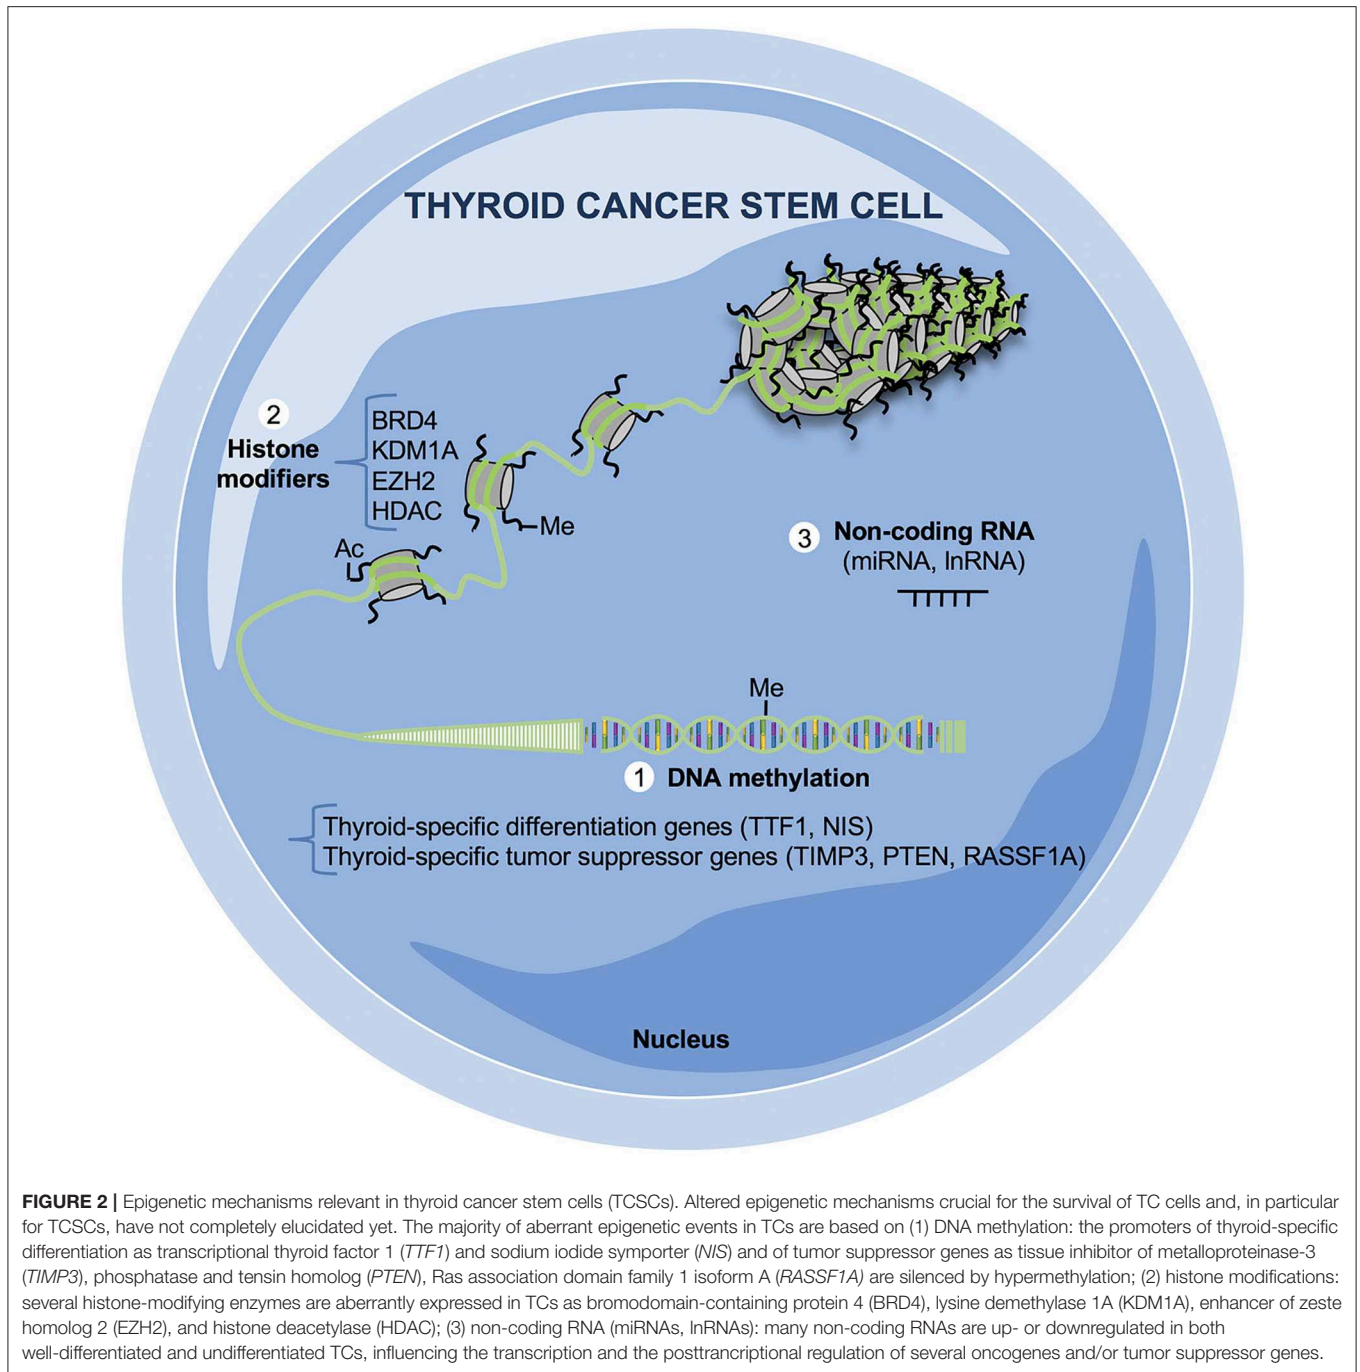 THYROID CANCER STEM CELL
2
Histone
modifiers
BRD4
KDM1A
EZH2
HDAC
Me
Ac
3 Non-coding RNA
(miRNA, lnRNA)
Me
1 DNA methylation
Thyroid-specific differentiation genes (TTF1, NIS)
Thyroid-specific tumor suppressor genes (TIMP3, PTEN, RASSF1A)
Nucleus
FIGURE 2 | Epigenetic mechanisms relevant in thyroid cancer stem cells (TCSCs). Altered epigenetic mechanisms crucial for the survival of TC cells and, in particular
for TCSCs, have not completely elucidated yet. The majority of aberrant epigenetic events in TCs are based on (1) DNA methylation: the promoters of thyroid-specific
differentiation as transcriptional thyroid factor 1 (TTF1) and sodium iodide symporter (NIS) and of tumor suppressor genes as tissue inhibitor of metalloproteinase-3
(TIMP3), phosphatase and tensin homolog (PTEN), Ras association domain family 1 isoform A (RASSF1A) are silenced by hypermethylation; (2) histone modifications:
several histone-modifying enzymes are aberrantly expressed in TCs as bromodomain-containing protein 4 (BRD4), lysine demethylase 1A (KDM1A), enhancer of zeste
homolog 2 (EZH2), and histone deacetylase (HDAC); (3) non-coding RNA (miRNAs, lnRNAs): many non-coding RNAs are up- or downregulated in both
well-differentiated and undifferentiated TCs, influencing the transcription and the posttranricptional regulation of several oncogenes and/or tumor suppressor genes.